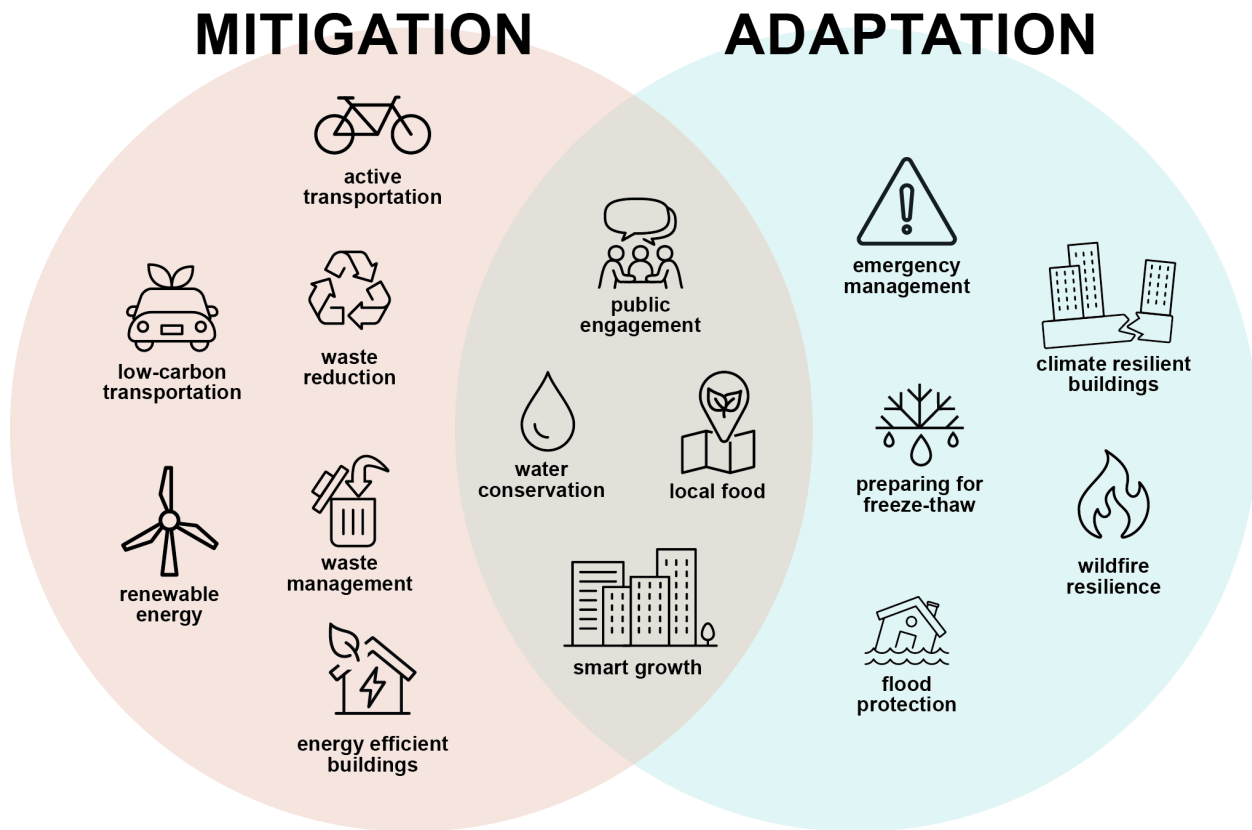 MITIGATION
ADAPTATION
active
transportation
low-carbon
transportation
waste
reduction
renewable
energy
waste
management
energy efficient
buildings
public
engagement
water
conservation
local food
smart growth
emergency
management
climate resilient
buildings
preparing for
freeze-thaw
wildfire
resilience
flood
protection